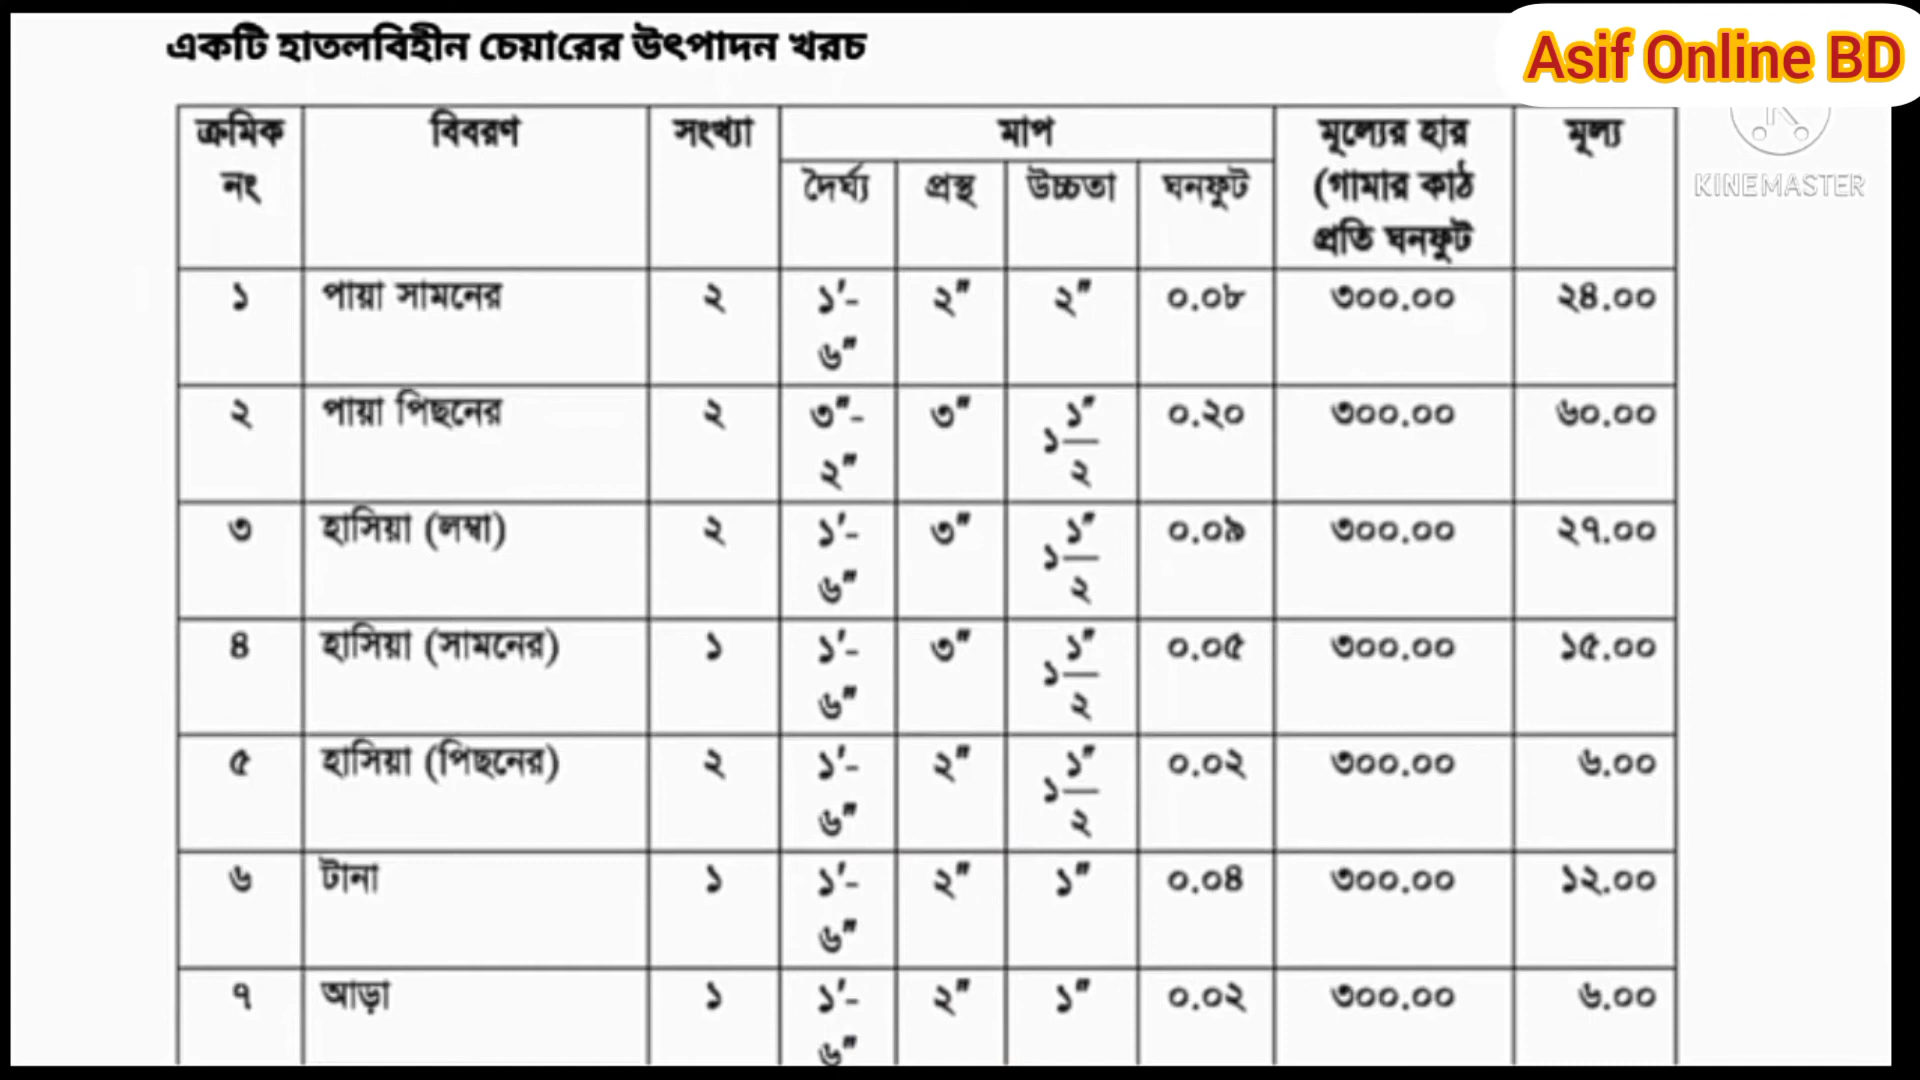 একটি হাতলবিহীন চেয়ারের উৎপাদন খরচ
Asif Online BD
KINEMASTER
ক্রমিক নং বিবরণ সংখ্যা মাপ মূল্যের হার (গামার কাঠ প্রতি ঘনফুট মূল্য
দৈর্ঘ্য প্রস্থ উচ্চতা ঘনফুট
১ পায়া সামনের ২ ১′-৬″ ২″ ২″ ০.০৮ ৩০০.০০ ২৪.০০
২ পায়া পিছনের ২ ৩″-২″ ৩″ ১ ১″/২ ০.২০ ৩০০.০০ ৬০.০০
৩ হাসিয়া (লম্বা) ২ ১′-৬″ ৩″ ১ ১″/২ ০.০৯ ৩০০.০০ ২৭.০০
৪ হাসিয়া (সামনের) ১ ১′-৬″ ৩″ ১ ১″/২ ০.০৫ ৩০০.০০ ১৫.০০
৫ হাসিয়া (পিছনের) ২ ১′-৬″ ২″ ১ ১″/২ ০.০২ ৩০০.০০ ৬.০০
৬ টানা ১ ১′-৬″ ২″ ১″ ০.০৪ ৩০০.০০ ১২.০০
৭ আড়া ১ ১′-৬″ ২″ ১″ ০.০২ ৩০০.০০ ৬.০০